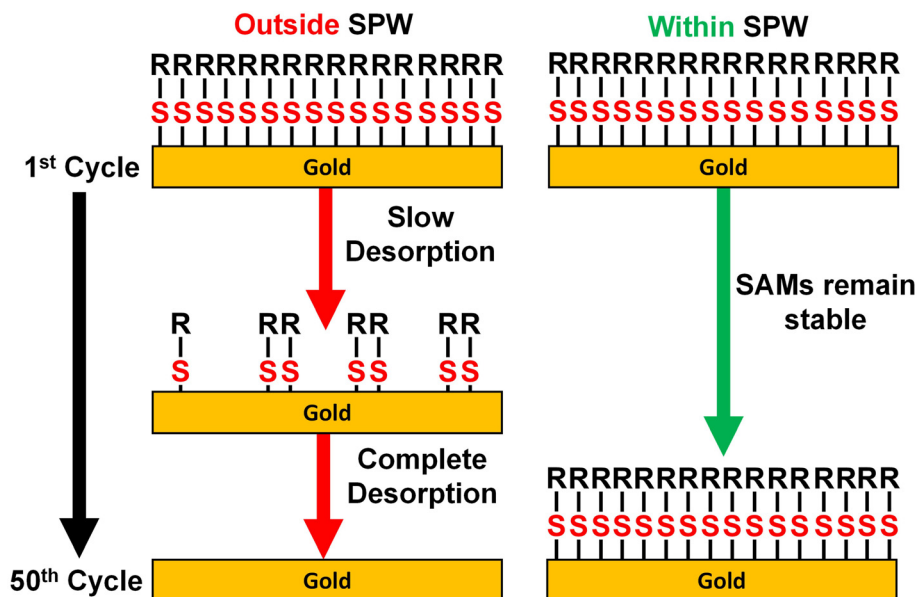 Outside SPW
RRRRRRRRRRRRRRRR
SSSSSSSSSSSSSSSS
Gold
Within SPW
RRRRRRRRRRRRRRRR
SSSSSSSSSSSSSSSS
Gold
1st Cycle
Slow
Desorption
SAMs remain
stable
R RR RR RR
S SS SS SS
Gold
Complete
Desorption
RRRRRRRRRRRRRRRR
SSSSSSSSSSSSSSSS
Gold
50th Cycle
Gold